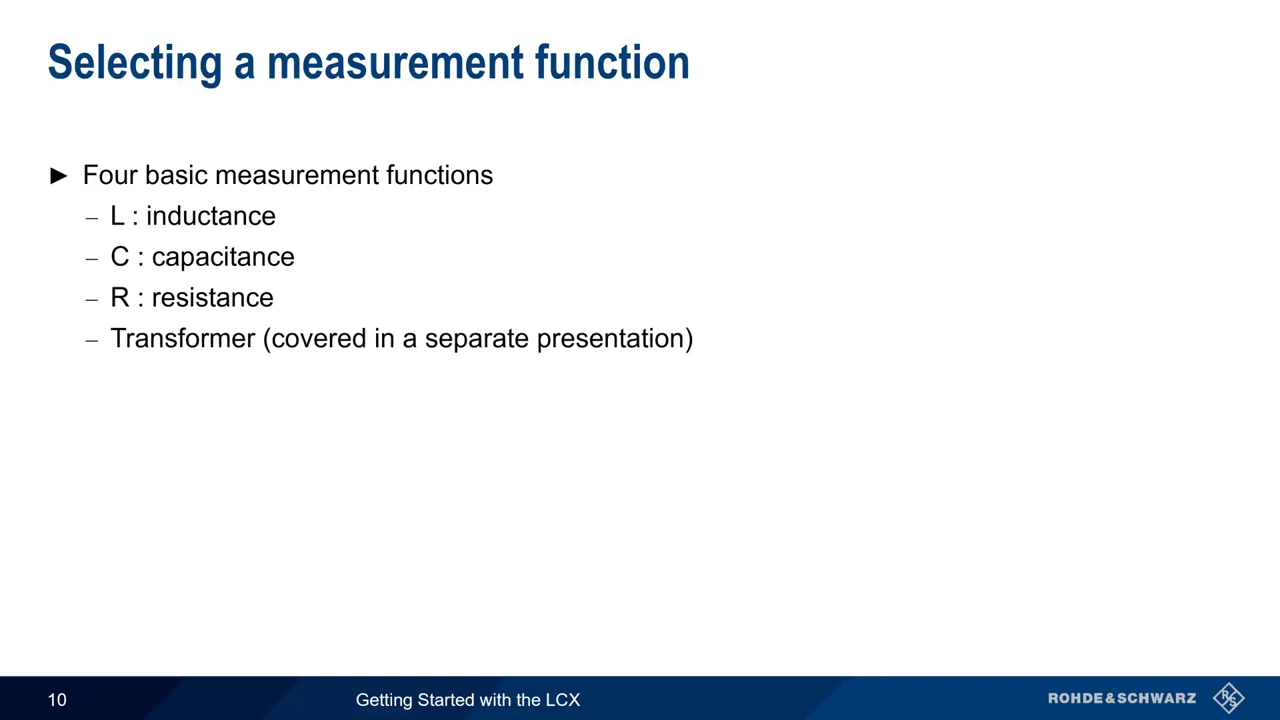 Selecting a measurement function
► Four basic measurement functions
– L : inductance
– C : capacitance
– R : resistance
– Transformer (covered in a separate presentation)
10
Getting Started with the LCX
ROHDE&SCHWARZ
R&S